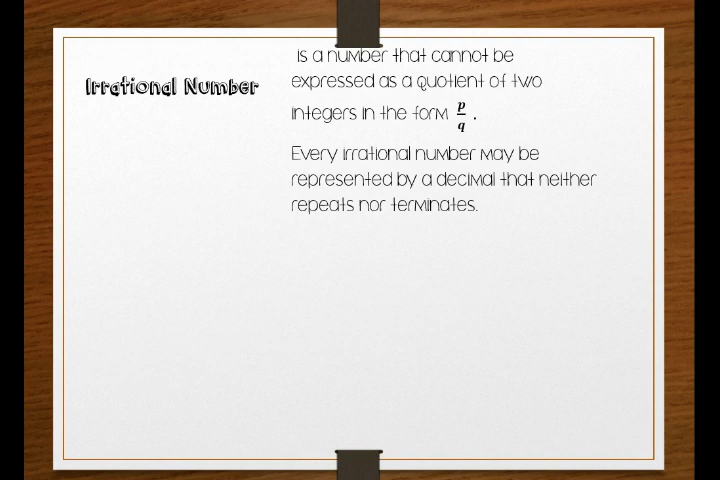 Irrational Number
is a number that cannot be
expressed as a quotient of two
integers in the form p/q .
Every irrational number may be
represented by a decimal that neither
repeats nor terminates.